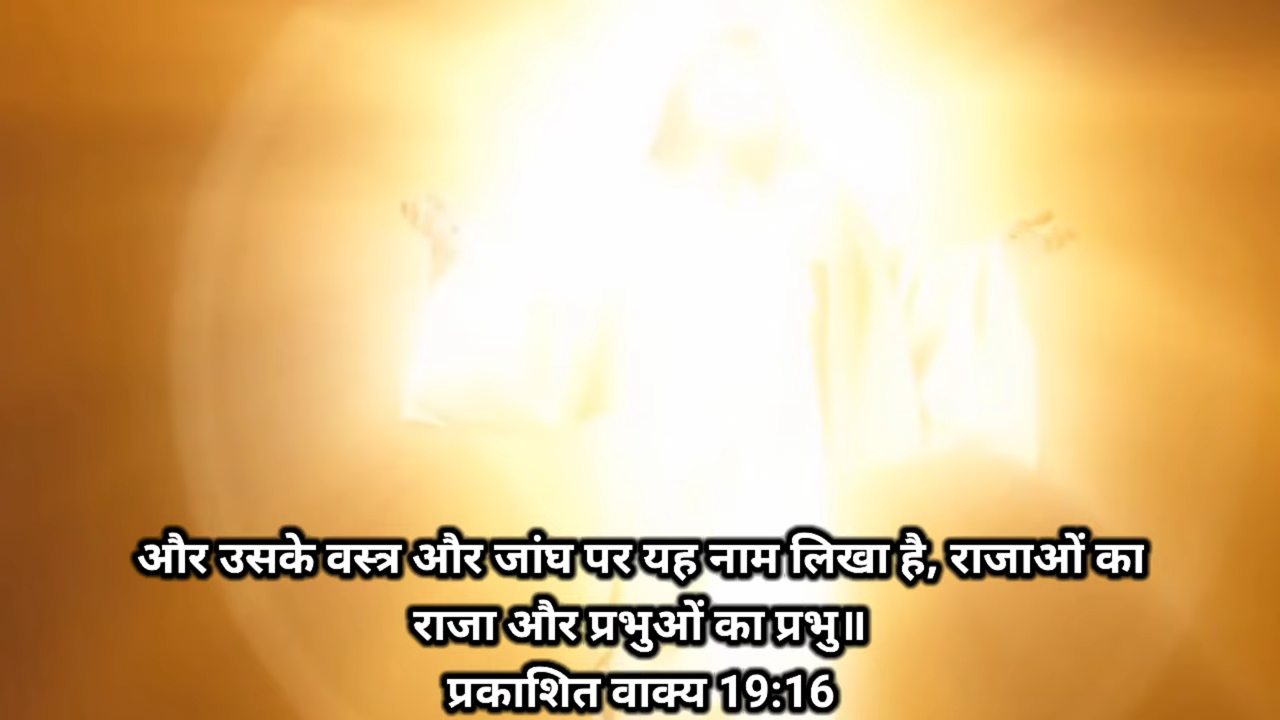 और उसके वस्त्र और जांघ पर यह नाम लिखा है, राजाओं का
राजा और प्रभुओं का प्रभु॥
प्रकाशित वाक्य 19:16